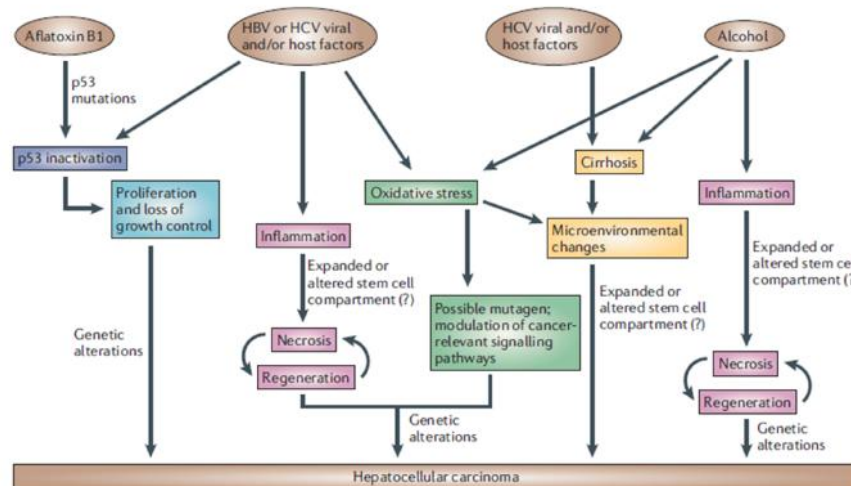 Aflatoxin B1
HBV or HCV viral
and/or host factors
HCV viral and/or
host factors
Alcohol
p53
mutations
p53 inactivation
Proliferation
and loss of
growth control
Oxidative stress
Cirrhosis
Inflammation
Inflammation
Microenvironmental
changes
Expanded or
altered stem cell
compartment (?)
Expanded or
altered stem ce
compartment (?
Possible mutagen;
modulation of cancer-
relevant signalling
pathways
Expanded or
altered stem cell
compartment (?)
Genetic
alterations
Necrosis
Regeneration
Necrosis
Regeneration
Genetic
alterations
Genetic
alterations
Hepatocellular carcinoma